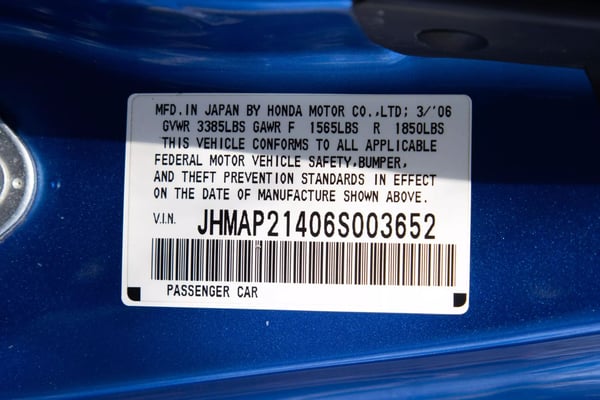 MFD.IN JAPAN BY HONDA MOTOR CO.,LTD; 3/'06
GVWR 3385LBS GAWR F 1565LBS R 1850LBS
THIS VEHICLE CONFORMS TO ALL APPLICABLE
FEDERAL MOTOR VEHICLE SAFETY,BUMPER,
AND THEFT PREVENTION STANDARDS IN EFFECT
ON THE DATE OF MANUFACTURE SHOWN ABOVE.
V.I.N. JHMAP21406S003652
PASSENGER CAR